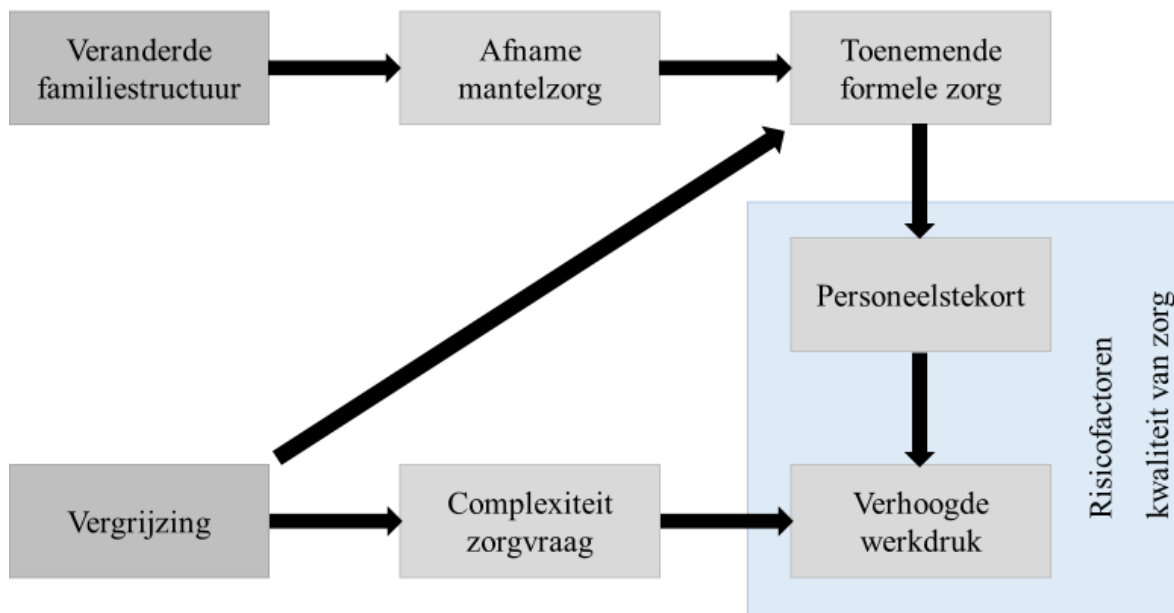 Veranderde
familiestructuur
Afname
mantelzorg
Toenemende
formele zorg
Personeelstekort
Vergrijzing
Complexiteit
zorgvraag
Verhoogde
werkdruk
Risicofactoren
kwaliteit van zorg